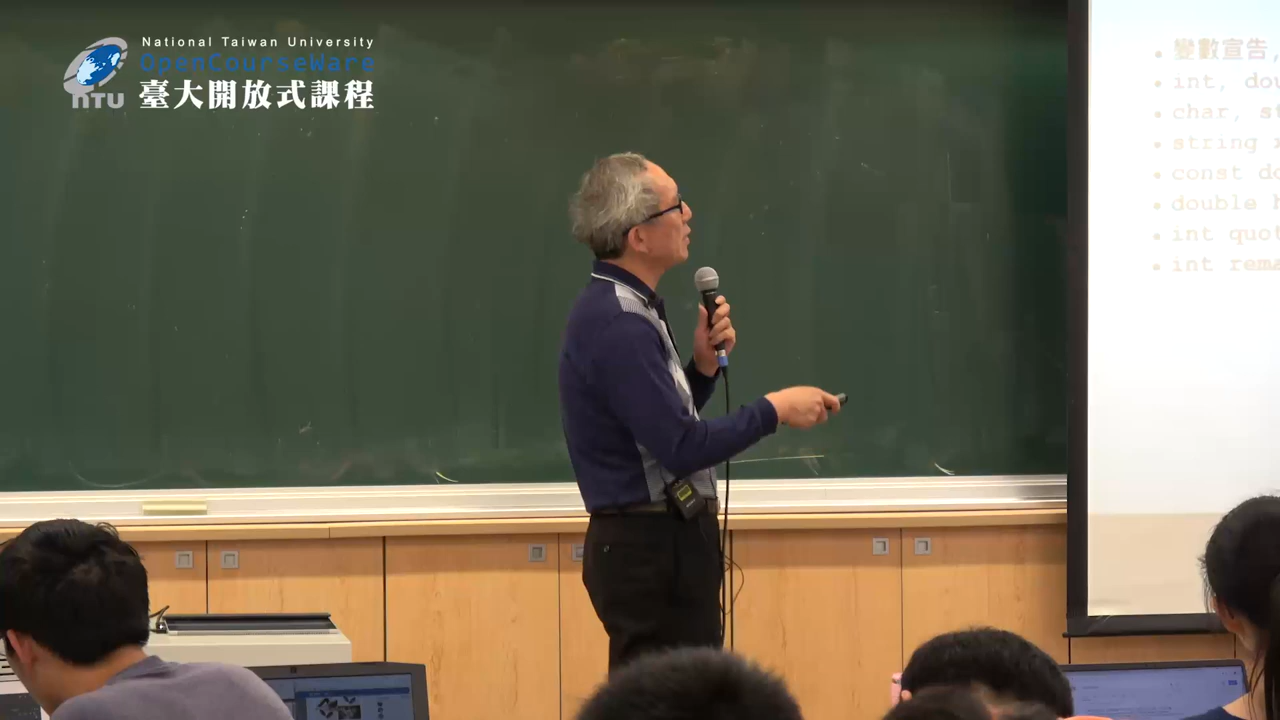 National Taiwan University
OpenCourseWare
臺大開放式課程
NTU
變數宣告,
int, dou
char, st
string
const do
double
int quot
int rema